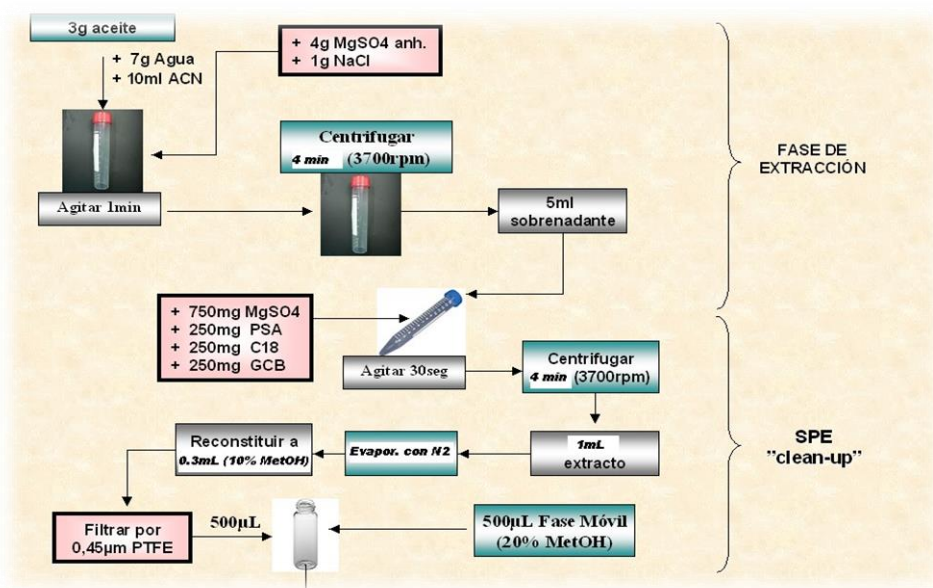 3g aceite
+ 7g Agua
+ 10ml ACN
+ 4g MgSO4 anh.
+ 1g NaCl
Agitar 1min
Centrifugar
4 min (3700rpm)
5ml
sobrenadante
FASE DE
EXTRACCIÓN
+ 750mg MgSO4
+ 250mg PSA
+ 250mg C18
+ 250mg GCB
Agitar 30seg
Centrifugar
4 min (3700rpm)
1mL
extracto
Evapor. con N2
Reconstituir a
0.3mL (10% MetOH)
SPE
"clean-up"
Filtrar por
0,45µm PTFE
500µL
500µL Fase Móvil
(20% MetOH)